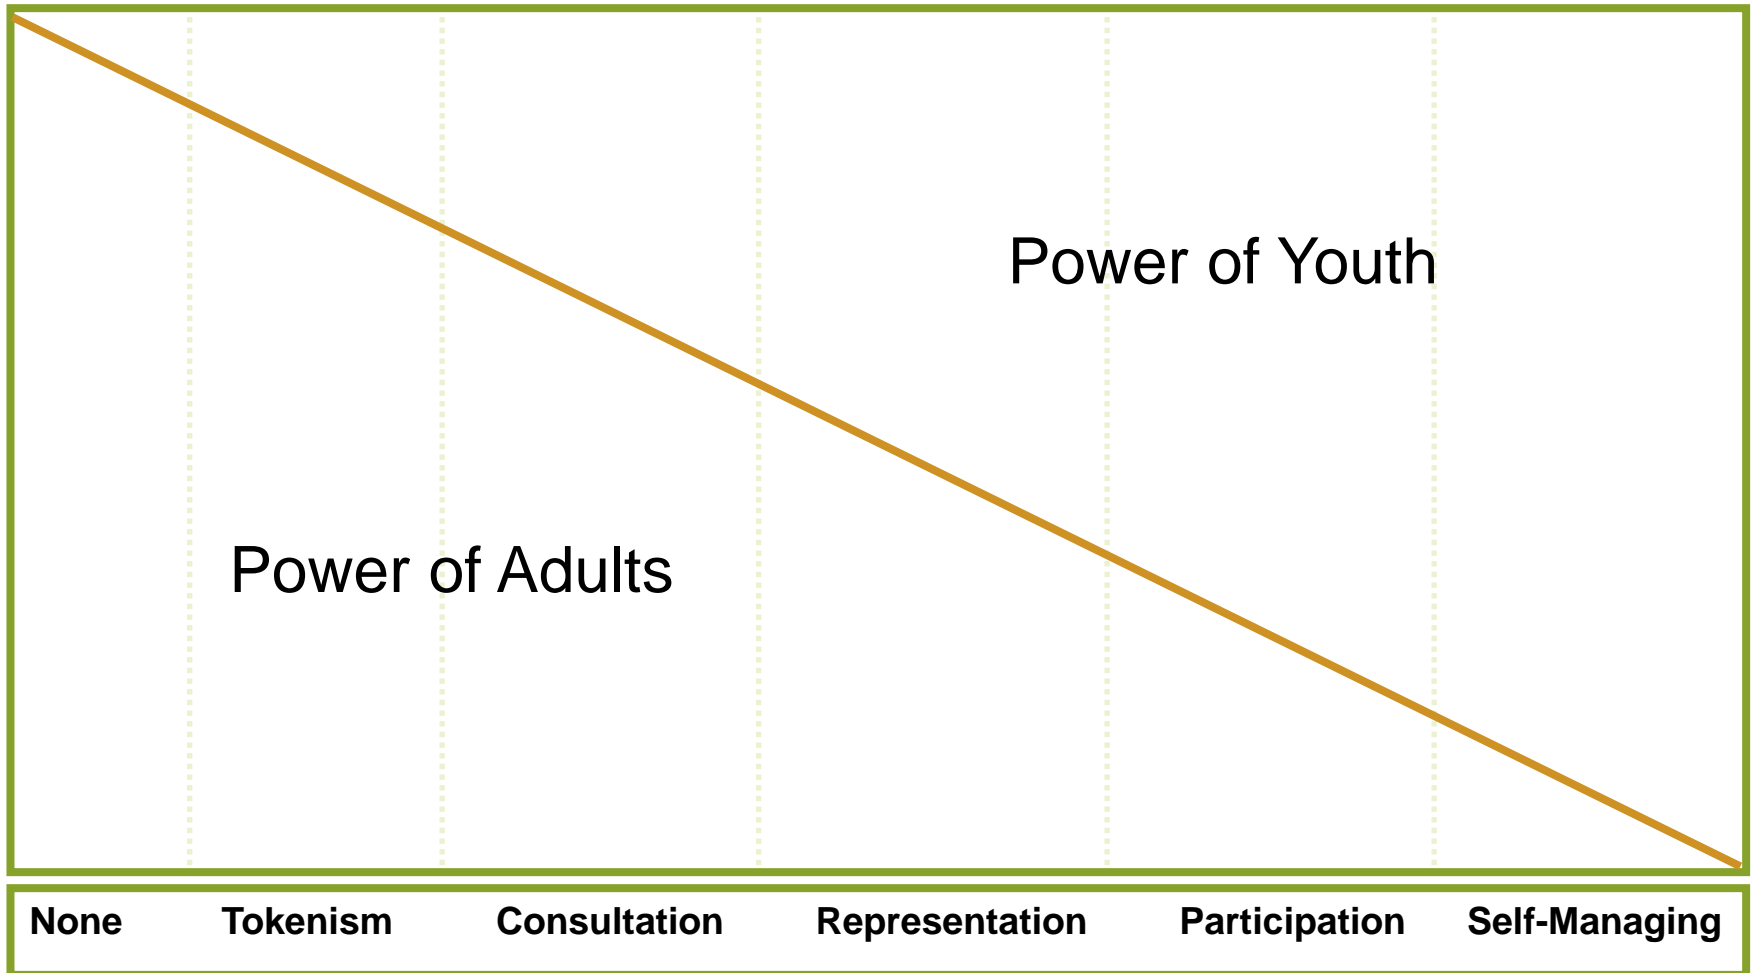 Power of Youth
Power of Adults
None Tokenism Consultation Representation Participation Self-Managing